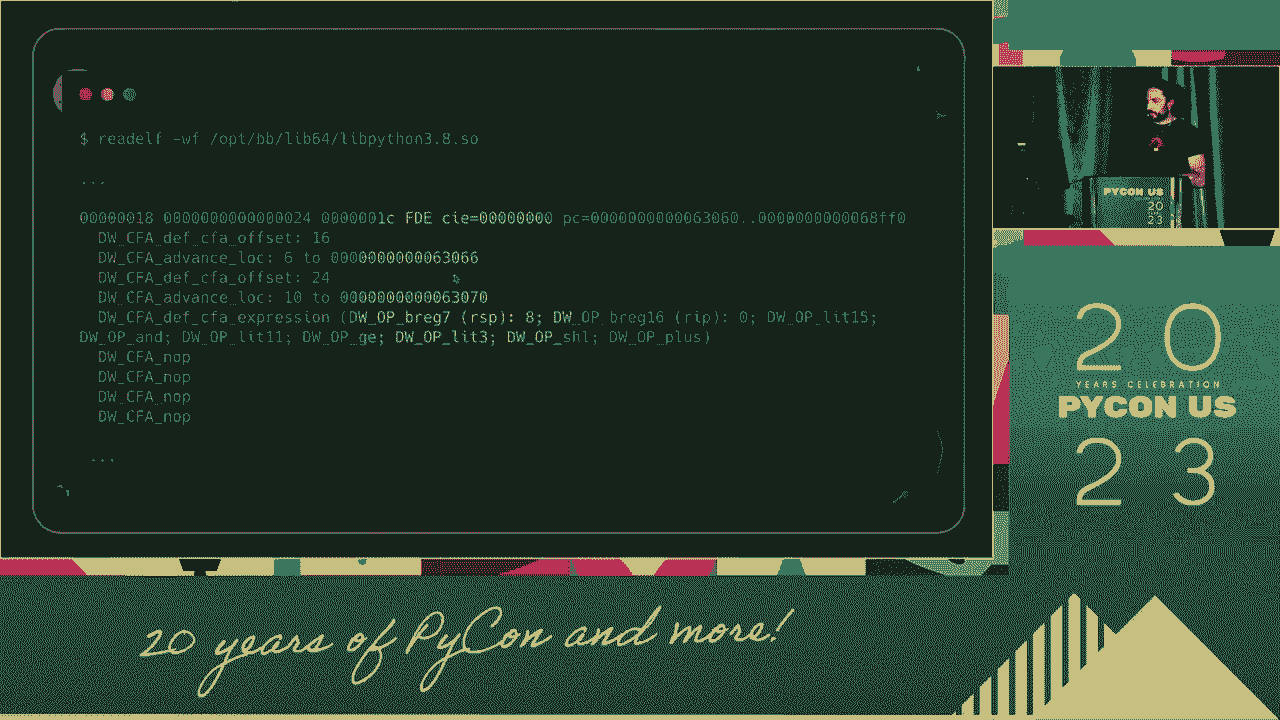 $ readelf -wf /opt/bb/lib64/libpython3.8.so
...
00000018 0000000000000024 0000001c FDE cie=00000000 pc=0000000000063060..0000000000068ff0
DW_CFA_def_cfa_offset: 16
DW_CFA_advance_loc: 6 to 0000000000063066
DW_CFA_def_cfa_offset: 24
DW_CFA_advance_loc: 10 to 0000000000063070
DW_CFA_def_cfa_expression (DW_OP_breg7 (rsp): 8; DW_OP_breg16 (rip): 0; DW_OP_lit15;
DW_OP_and; DW_OP_lit11; DW_OP_ge; DW_OP_lit3; DW_OP_shl; DW_OP_plus)
DW_CFA_nop
DW_CFA_nop
DW_CFA_nop
DW_CFA_nop
...
PYCON US
20
23
20
YEARS CELEBRATION
PYCON US
23
20 years of PyCon and more!